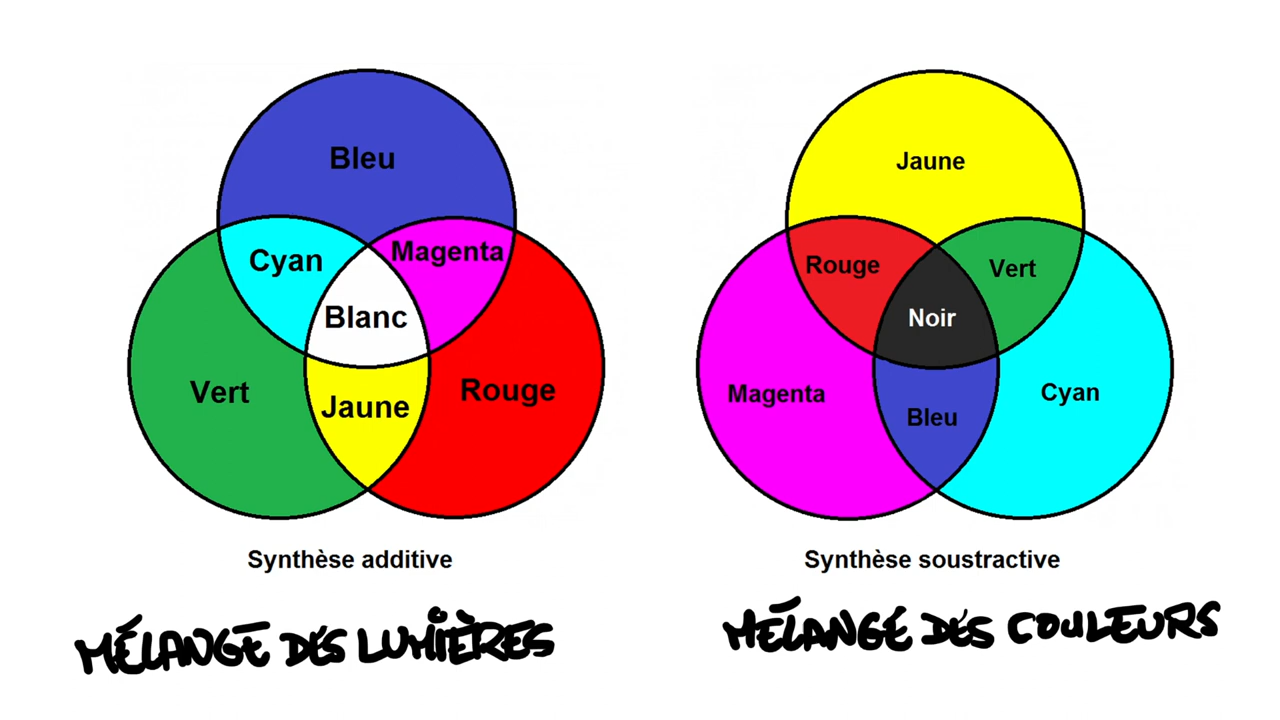 Bleu
Cyan
Magenta
Blanc
Vert
Jaune
Rouge
Synthèse additive
MÉLANGE DES LUMIÈRES
Jaune
Rouge
Vert
Noir
Magenta
Bleu
Cyan
Synthèse soustractive
MÉLANGE DES COULEURS